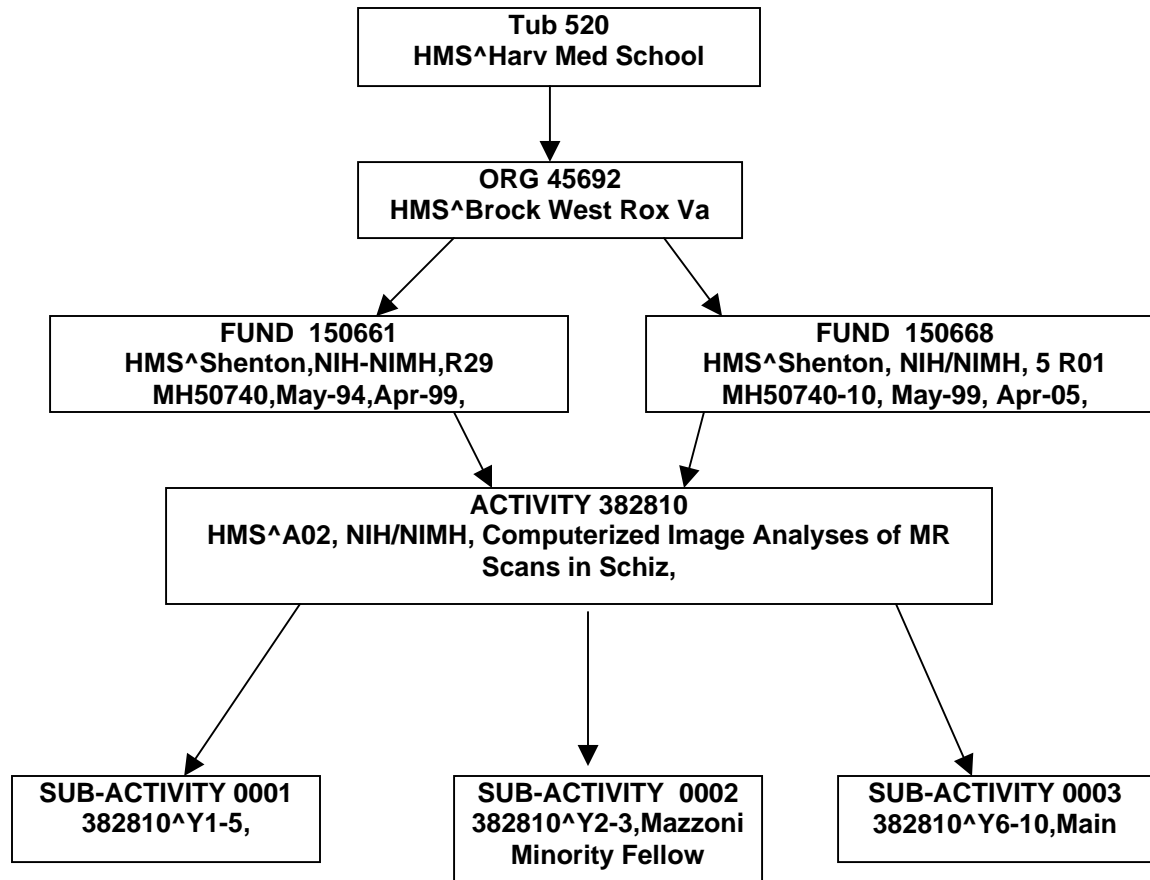 Tub 520
HMS^Harv Med School
ORG 45692
HMS^Brock West Rox Va
FUND 150661
HMS^Shenton,NIH-NIMH,R29
MH50740,May-94,Apr-99,
FUND 150668
HMS^Shenton, NIH/NIMH, 5 R01
MH50740-10, May-99, Apr-05,
ACTIVITY 382810
HMS^A02, NIH/NIMH, Computerized Image Analyses of MR
Scans in Schiz,
SUB-ACTIVITY 0001
382810^Y1-5,
SUB-ACTIVITY 0002
382810^Y2-3,Mazzoni
Minority Fellow
SUB-ACTIVITY 0003
382810^Y6-10,Main